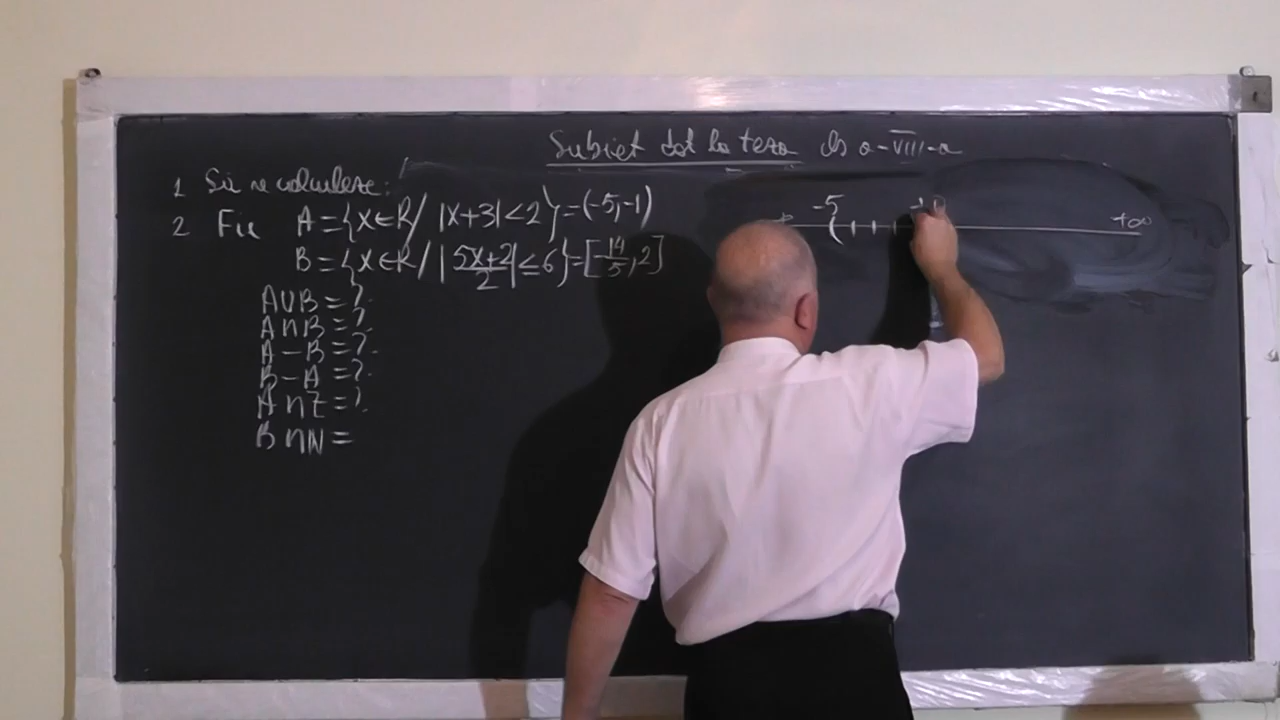 Subiect dat la teza cls a-VIII-a
1 Să se calculeze:
2 Fie A={x∈R/ |x+3|<2}=(-5,-1)
B={x∈R/ |5x+2/2|≤6}=[-14/5,2]
A∪B=?
A∩B=?
A-B=?
B-A=?
A∩Z=?
B∩N=
-5 -1 +∞